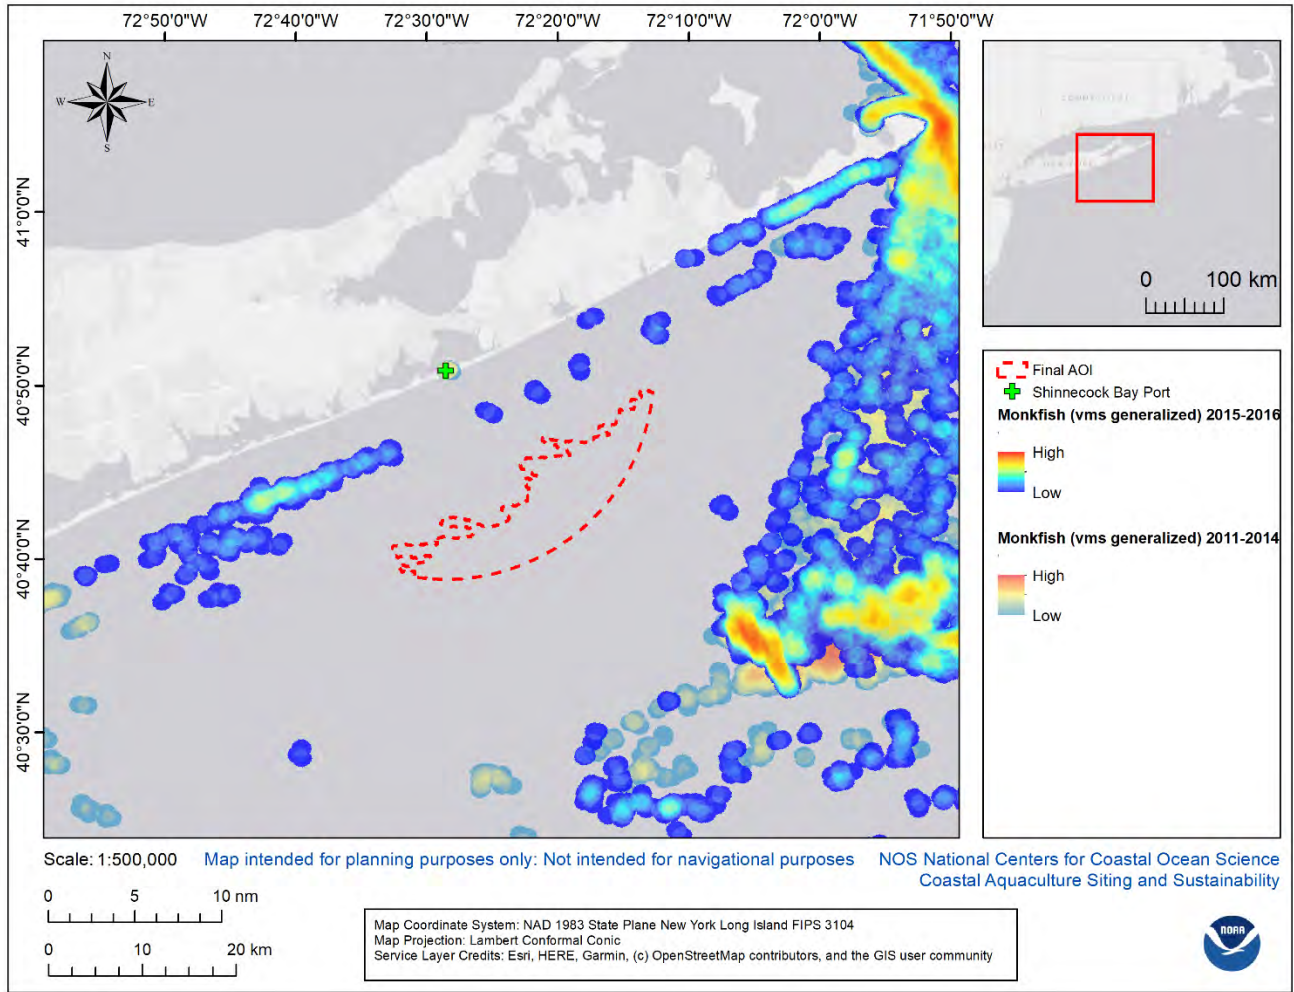 72°50'0"W 72°40'0"W 72°30'0"W 72°20'0"W 72°10'0"W 72°0'0"W 71°50'0"W
N
W E
S
41°0'0"N
40°50'0"N
40°40'0"N
40°30'0"N
0 100 km
Final AOI
Shinnecock Bay Port
Monkfish (vms generalized) 2015-2016
High
Low
Monkfish (vms generalized) 2011-2014
High
Low
Scale: 1:500,000
Map intended for planning purposes only: Not intended for navigational purposes
NOS National Centers for Coastal Ocean Science
Coastal Aquaculture Siting and Sustainability
0 5 10 nm
0 10 20 km
Map Coordinate System: NAD 1983 State Plane New York Long Island FIPS 3104
Map Projection: Lambert Conformal Conic
Service Layer Credits: Esri, HERE, Garmin, (c) OpenStreetMap contributors, and the GIS user community
NOAA